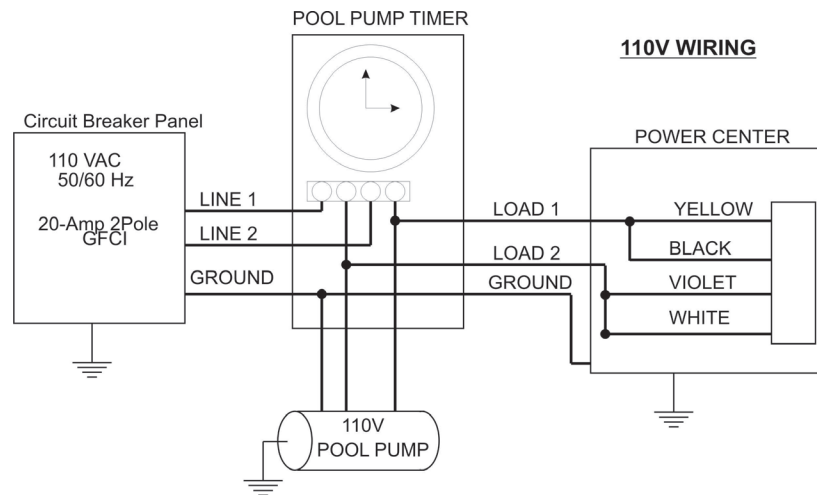 POOL PUMP TIMER
110V WIRING
Circuit Breaker Panel
110 VAC
50/60 Hz
20-Amp 2Pole
GFCI
LINE 1
LINE 2
GROUND
POWER CENTER
LOAD 1
LOAD 2
GROUND
YELLOW
BLACK
VIOLET
WHITE
110V
POOL PUMP